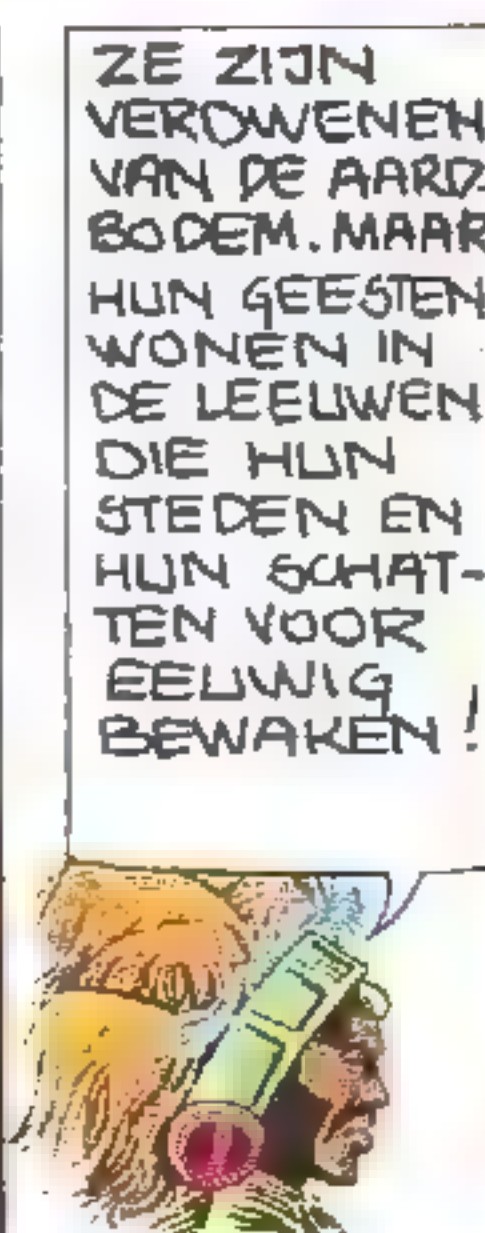 ZE ZIJN
VERDWENEN
VAN DE AARD-
BODEM. MAAR
HUN GEESTEN
WONEN IN
DE LEEUWEN
DIE HUN
STEDEN EN
HUN SCHAT-
TEN VOOR
EEUWIG
BEWAKEN!